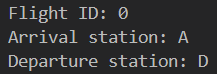 Flight ID: 0
Arrival station: A
Departure station: D